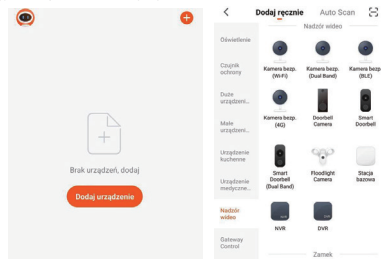 Brak urządzeń, dodaj
Dodaj urządzenie
Dodaj ręcznie
Auto Scan
Nadzór wideo
Oświetlenie
Czujnik
ochrony
Duże
urządzeni...
Małe
urządzeni...
Urządzenie
kuchenne
Urządzenie
medyczne...
Nadzór
wideo
Gateway
Control
Kamera bezp.
(Wi-Fi)
Kamera bezp.
(Dual Band)
Kamera bezp
(BLE)
Kamera bezp.
(4G)
Doorbell
Camera
Smart
Doorbell
Smart
Doorbell
(Dual Band)
Floodlight
Camera
Stacja
bazowa
NVR
DVR
Zamek